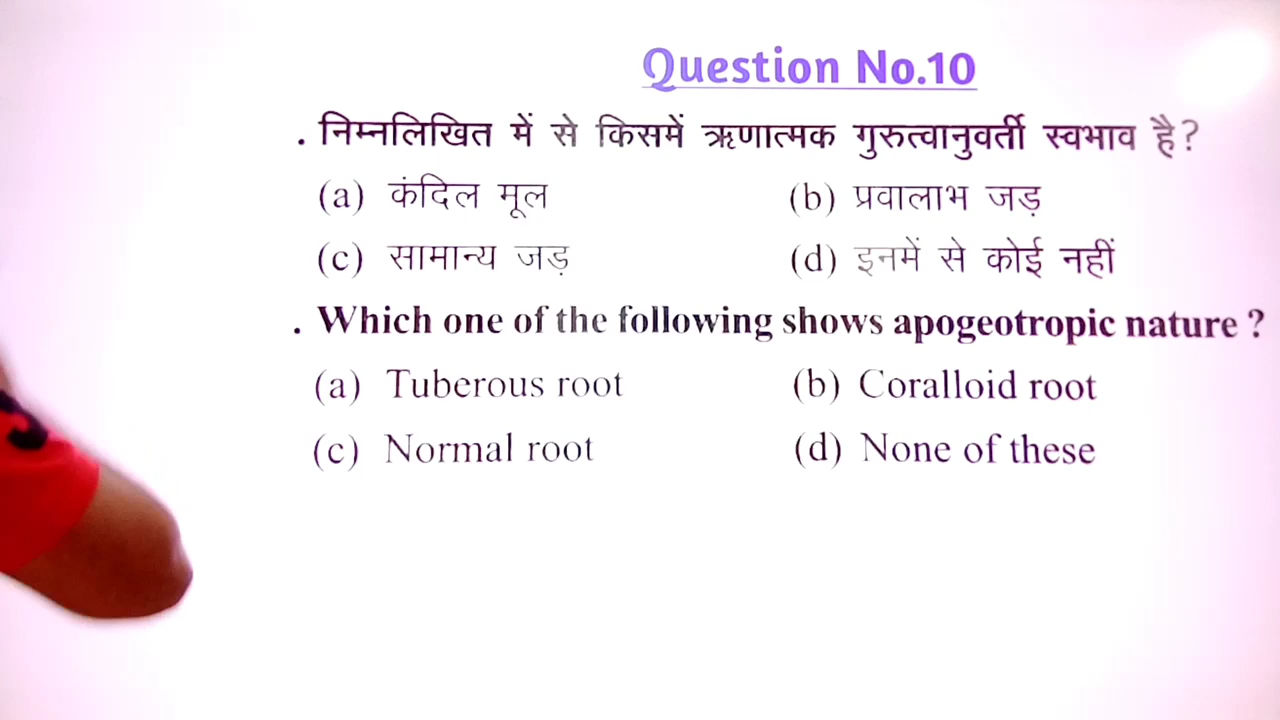 Question No.10
. निम्नलिखित में से किसमें ऋणात्मक गुरुत्वानुवर्ती स्वभाव है?
(a) कंदिल मूल (b) प्रवालाभ जड़
(c) सामान्य जड़ (d) इनमें से कोई नहीं
. Which one of the following shows apogeotropic nature ?
(a) Tuberous root (b) Coralloid root
(c) Normal root (d) None of these